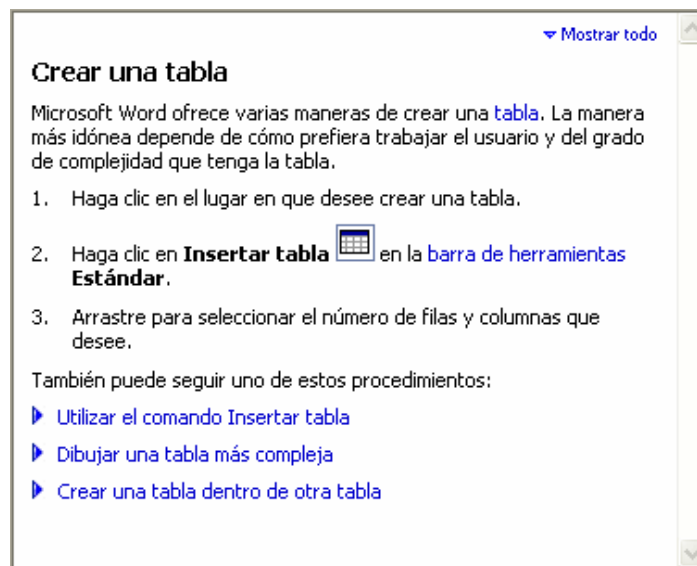 Mostrar todo
Crear una tabla
Microsoft Word ofrece varias maneras de crear una tabla. La manera
más idónea depende de cómo prefiera trabajar el usuario y del grado
de complejidad que tenga la tabla.
1. Haga clic en el lugar en que desee crear una tabla.
2. Haga clic en Insertar tabla en la barra de herramientas
Estándar.
3. Arrastre para seleccionar el número de filas y columnas que
desee.
También puede seguir uno de estos procedimientos:
Utilizar el comando Insertar tabla
Dibujar una tabla más compleja
Crear una tabla dentro de otra tabla